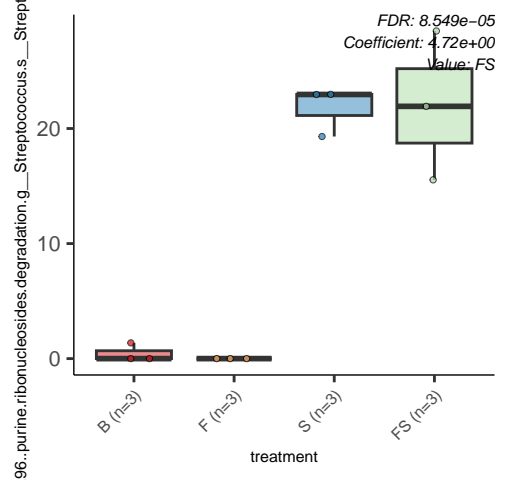 FDR: 8.549e−05
Coefficient: 4.72e+00
Value: FS
96..purine.ribonucleosides.degradation.g__Streptococcus.s__Strept
20
10
0
B (n=3)
F (n=3)
S (n=3)
FS (n=3)
treatment